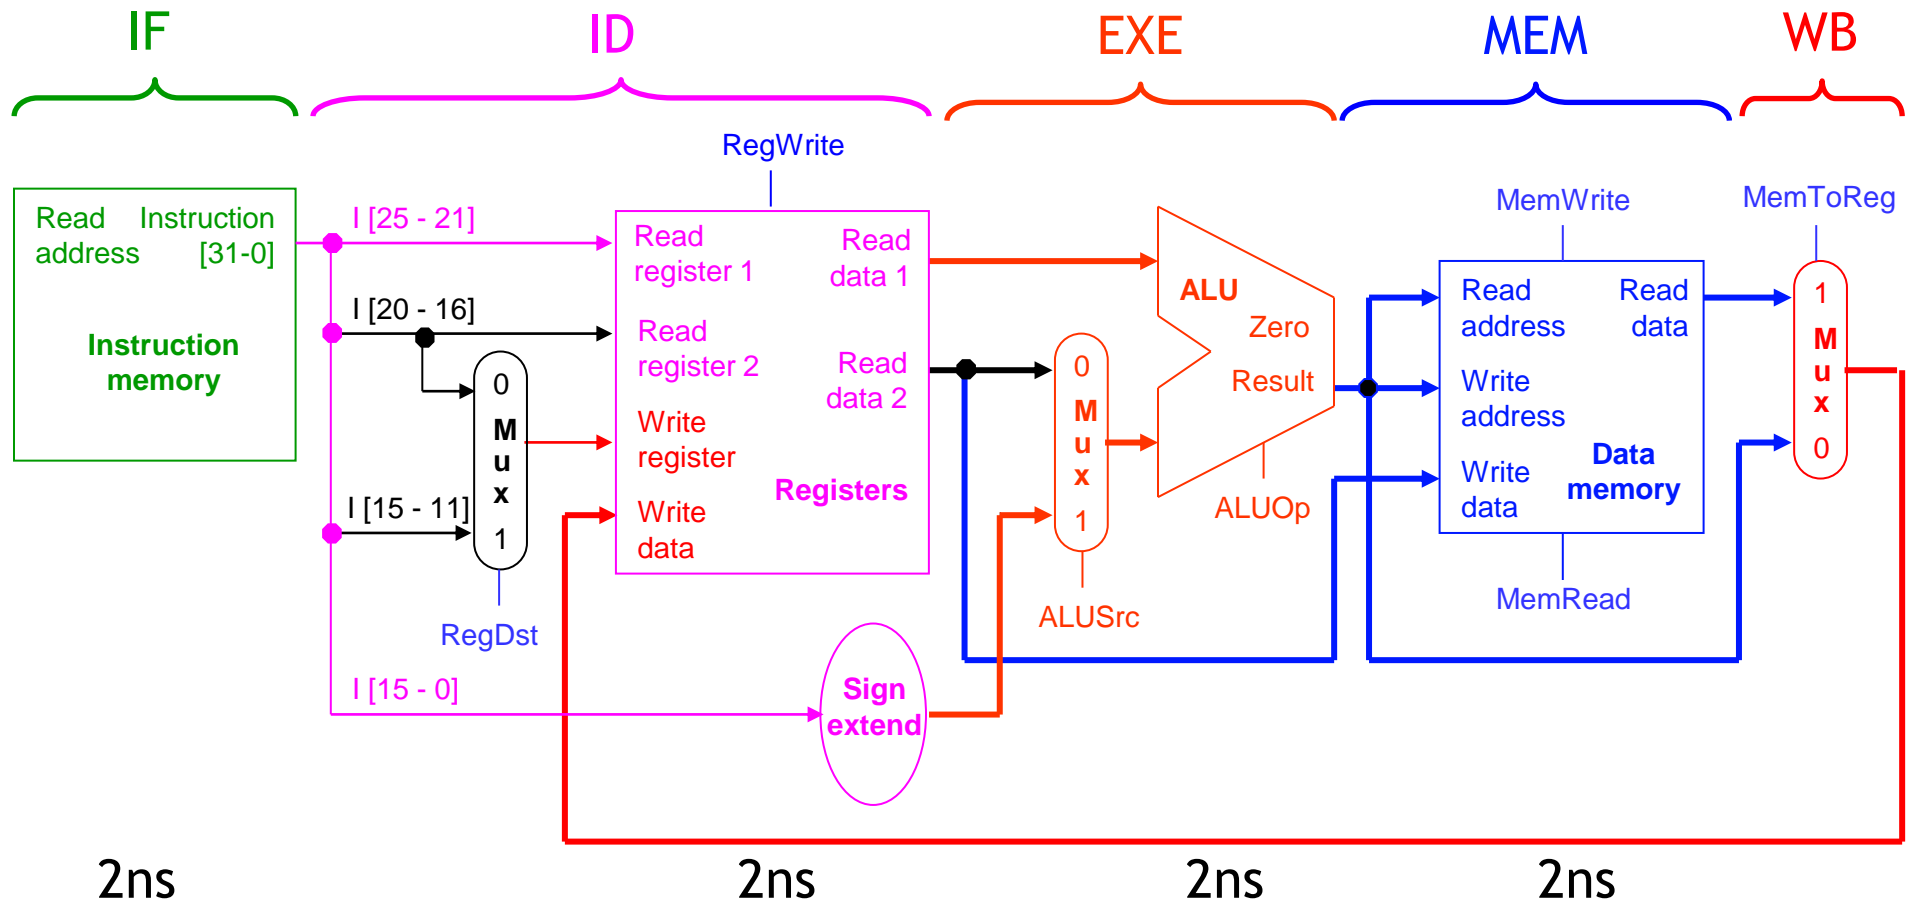 IF
ID
EXE
MEM
WB
RegWrite
MemWrite
MemToReg
Read Instruction
address [31-0]
Instruction
memory
I [25 - 21]
I [20 - 16]
I [15 - 11]
I [15 - 0]
0
M
u
x
1
RegDst
Read
register 1
Read
data 1
Read
register 2
Read
data 2
Write
register
Registers
Write
data
Sign
extend
0
M
u
x
1
ALUSrc
ALU
Zero
Result
ALUOp
Read
address
Read
data
Write
address
Write
data
Data
memory
MemRead
1
M
u
x
0
2ns
2ns
2ns
2ns